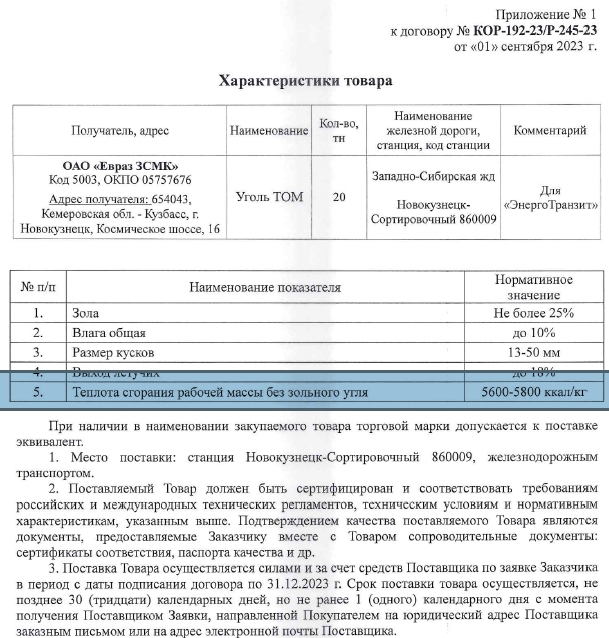 Приложение № 1
к договору № КОР-192-23/Р-245-23
от «01» сентября 2023 г.
Характеристики товара
Получатель, адрес
Наименование
Кол-во,
тн
Наименование
железной дороги,
станция, код станции
Комментарий
ОАО «Евраз ЗСМК»
Код 5003, ОКПО 05757676
Адрес получателя: 654043,
Кемеровская обл. - Кузбасс, г.
Новокузнецк, Космическое шоссе, 16
Уголь ТОМ
20
Западно-Сибирская жд
Новокузнецк-
Сортировочный 860009
Для
«ЭнергоТранзит»
№ п/п
Наименование показателя
Нормативное
значение
1.
Зола
Не более 25%
2.
Влага общая
до 10%
3.
Размер кусков
13-50 мм
4.
Выход летучих
до 18%
5.
Теплота сгорания рабочей массы без зольного угля
5600-5800 ккал/кг
При наличии в наименовании закупаемого товара торговой марки допускается к поставке
эквивалент.
1. Место поставки: станция Новокузнецк-Сортировочный 860009, железнодорожным
транспортом.
2. Поставляемый Товар должен быть сертифицирован и соответствовать требованиям
российских и международных технических регламентов, техническим условиям и нормативным
характеристикам, указанным выше. Подтверждением качества поставляемого Товара являются
документы, предоставляемые Заказчику вместе с Товаром сопроводительные документы:
сертификаты соответствия, паспорта качества и др.
3. Поставка Товара осуществляется силами и за счет средств Поставщика по заявке Заказчика
в период с даты подписания договора по 31.12.2023 г. Срок поставки товара осуществляется, не
позднее 30 (тридцати) календарных дней, но не ранее 1 (одного) календарного дня с момента
получения Поставщиком Заявки, направленной Покупателем на юридический адрес Поставщика
заказным письмом или на адрес электронной почты Поставщика.